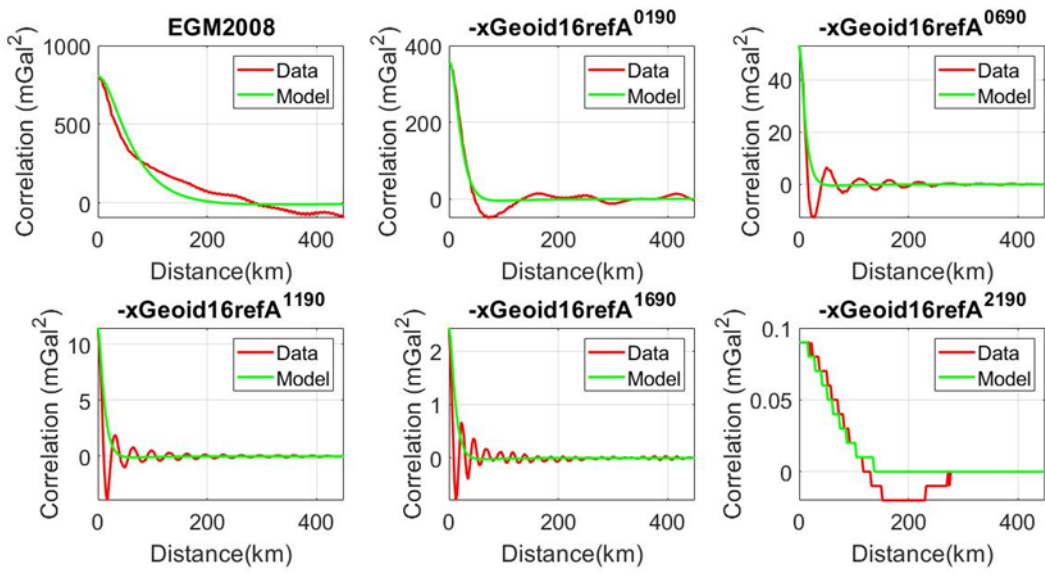 EGM2008
1000
500
0
0
200
400
Correlation (mGal²)
Distance(km)
Data
Model
-xGeoid16refA⁰¹⁹⁰
400
200
0
0
200
400
Correlation (mGal²)
Distance(km)
Data
Model
-xGeoid16refA⁰⁶⁹⁰
40
20
0
0
200
400
Correlation (mGal²)
Distance(km)
Data
Model
-xGeoid16refA¹¹⁹⁰
10
5
0
0
200
400
Correlation (mGal²)
Distance(km)
Data
Model
-xGeoid16refA¹⁶⁹⁰
2
1
0
0
200
400
Correlation (mGal²)
Distance(km)
Data
Model
-xGeoid16refA²¹⁹⁰
0.1
0.05
0
0
200
400
Correlation (mGal²)
Distance(km)
Data
Model